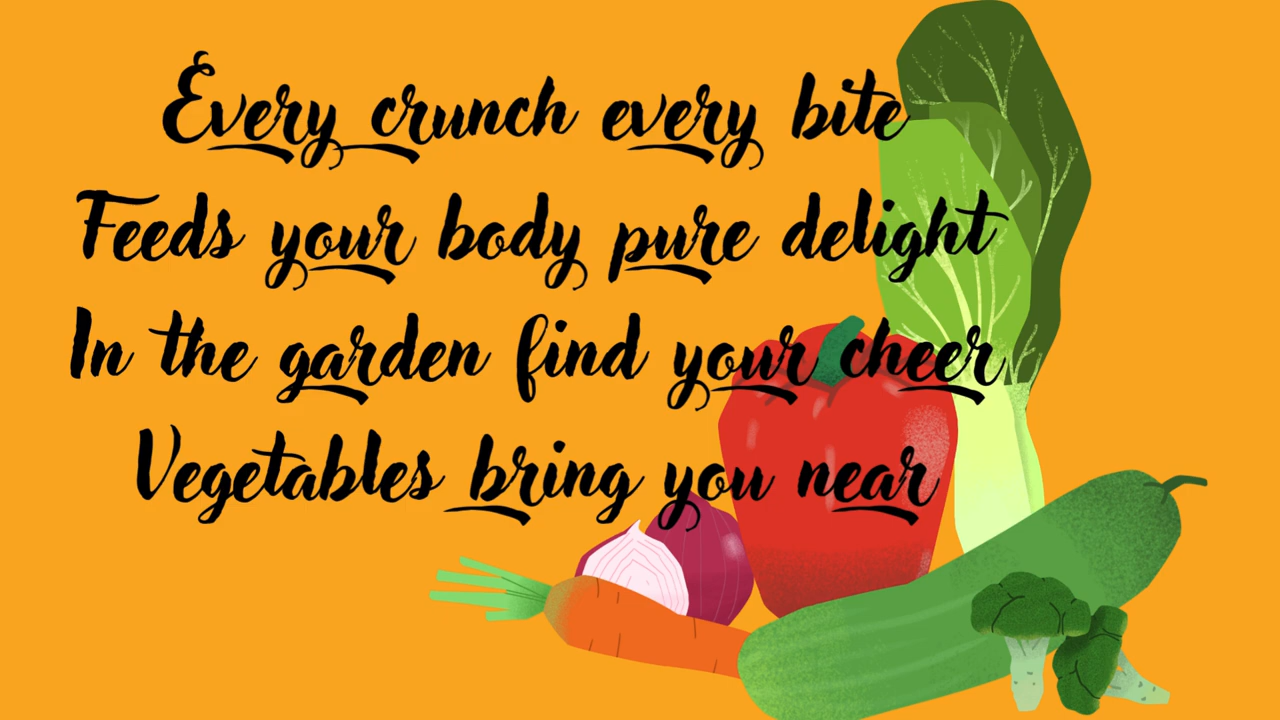 Every crunch every bite
Feeds your body pure delight
In the garden find your cheer
Vegetables bring you near